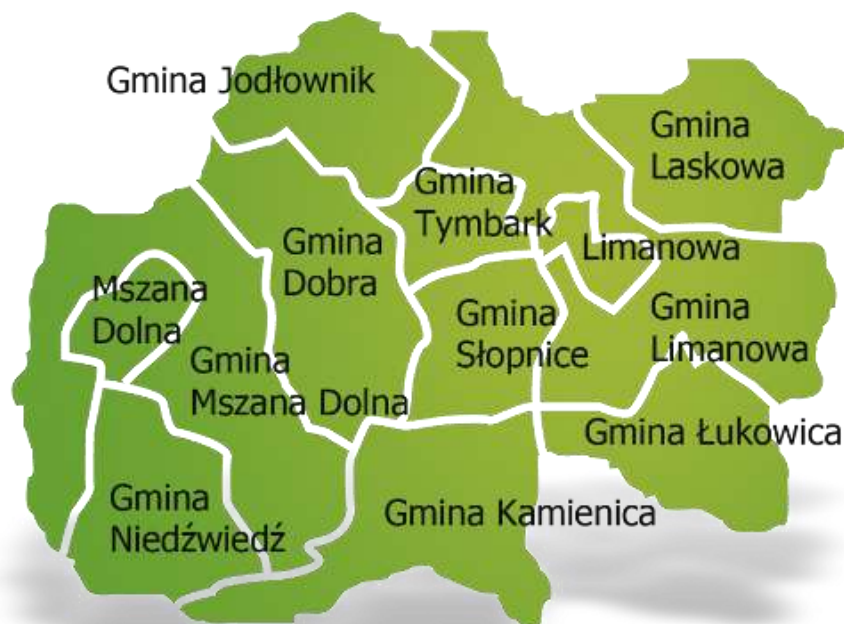 Gmina Jodłownik
Gmina
Laskowa
Gmina
Tymbark
Gmina
Dobra
Limanowa
Mszana
Dolna
Gmina
Słopnice
Gmina
Limanowa
Gmina
Mszana Dolna
Gmina Łukowica
Gmina
Niedźwiedź
Gmina Kamienica